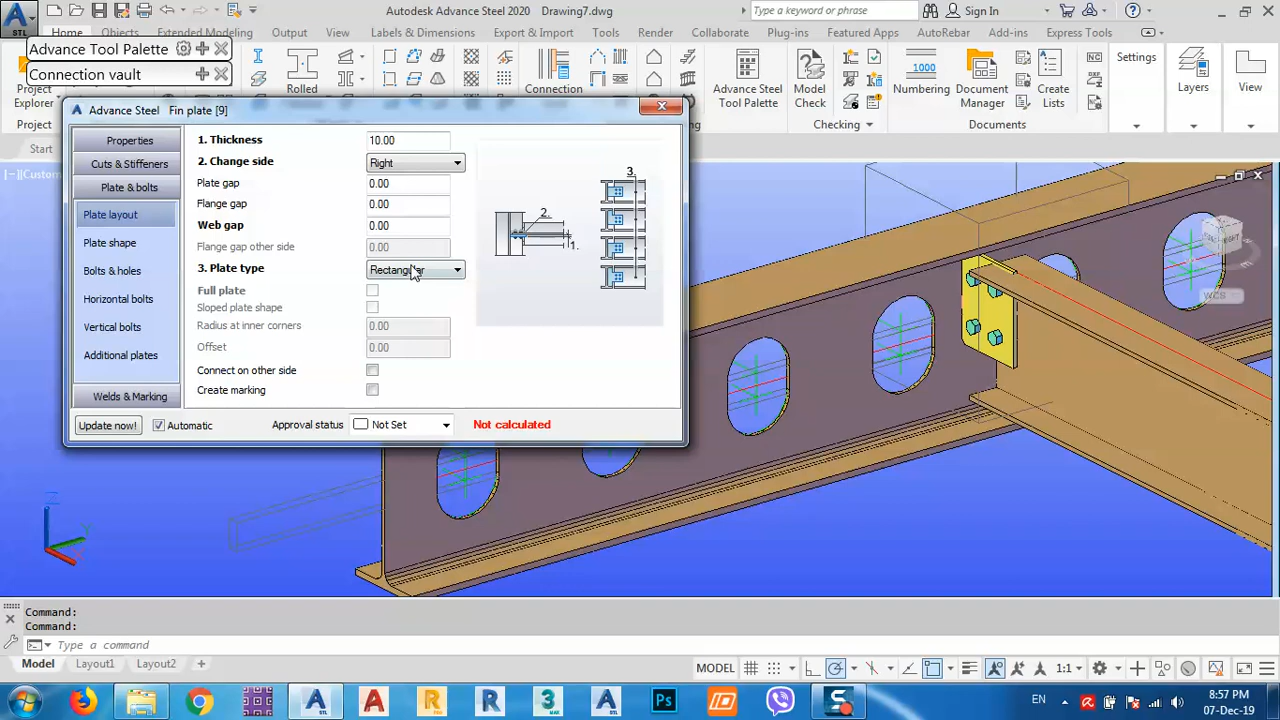 Autodesk Advance Steel 2020 Drawing7.dwg
Type a keyword or phrase
Sign In
STL
Home Objects Extended Modeling Output View Labels & Dimensions Export & Import Tools Render Collaborate Plug-ins Featured Apps AutoRebar Add-ins Express Tools
Advance Tool Palette
Connection vault
Project
Explorer
Project
Rolled
Connection
Advance Steel
Tool Palette
Model
Check
Checking
1000
Numbering
Document
Manager
Create
Lists
Documents
Settings
Layers
View
Start
Advance Steel Fin plate [9]
Properties
Cuts & Stiffeners
Plate & bolts
Plate layout
Plate shape
Bolts & holes
Horizontal bolts
Vertical bolts
Additional plates
Welds & Marking
1. Thickness 10.00
2. Change side Right
Plate gap 0.00
Flange gap 0.00
Web gap 0.00
Flange gap other side 0.00
3. Plate type Rectangular
Full plate
Sloped plate shape
Radius at inner corners 0.00
Offset 0.00
Connect on other side
Create marking
3.
2.
1.
Update now! Automatic Approval status Not Set Not calculated
WCS
Command:
Command:
Type a command
Model Layout1 Layout2 +
MODEL 1:1
EN
8:57 PM
07-Dec-19